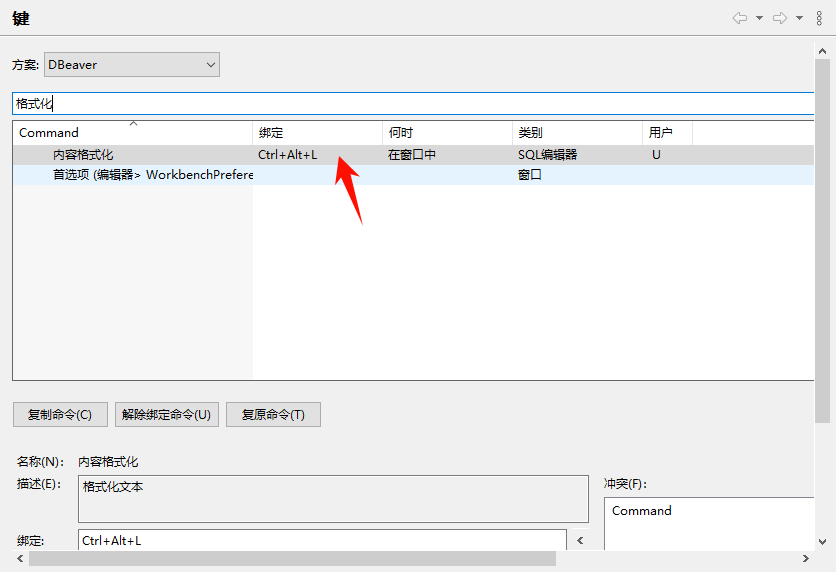 键
方案: DBeaver
格式化
Command 绑定 何时 类别 用户
内容格式化 Ctrl+Alt+L 在窗口中 SQL编辑器 U
首选项 (编辑器> WorkbenchPrefere 窗口
复制命令(C) 解除绑定命令(U) 复原命令(T)
名称(N): 内容格式化
描述(E): 格式化文本 冲突(F):
Command
绑定: Ctrl+Alt+L <